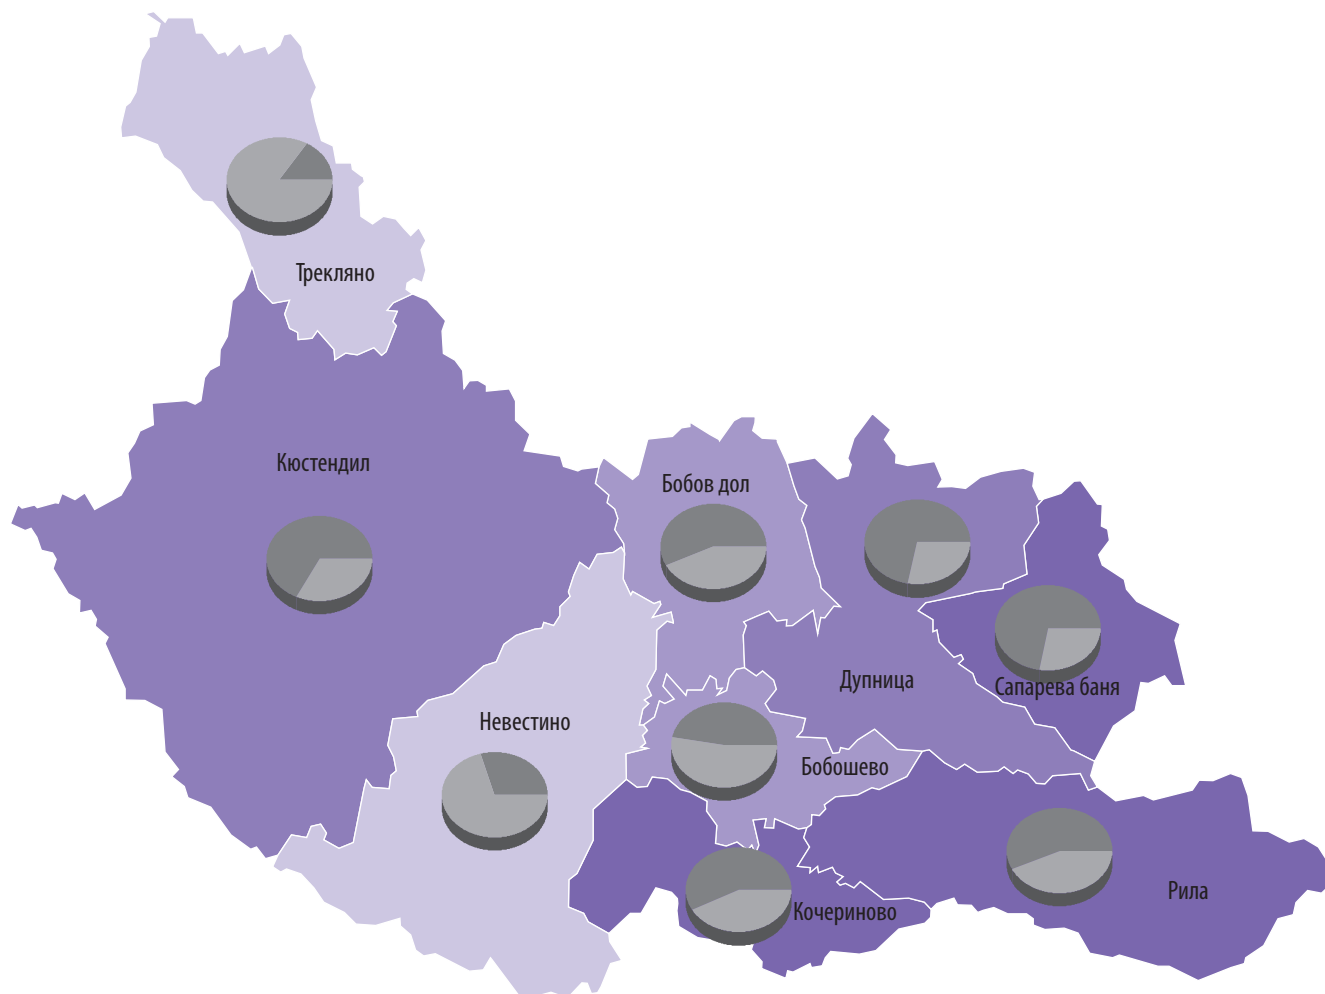 Трекляно
Кюстендил
Бобов дол
Дупница
Сапарева баня
Невестино
Бобошево
Рила
Кочериново